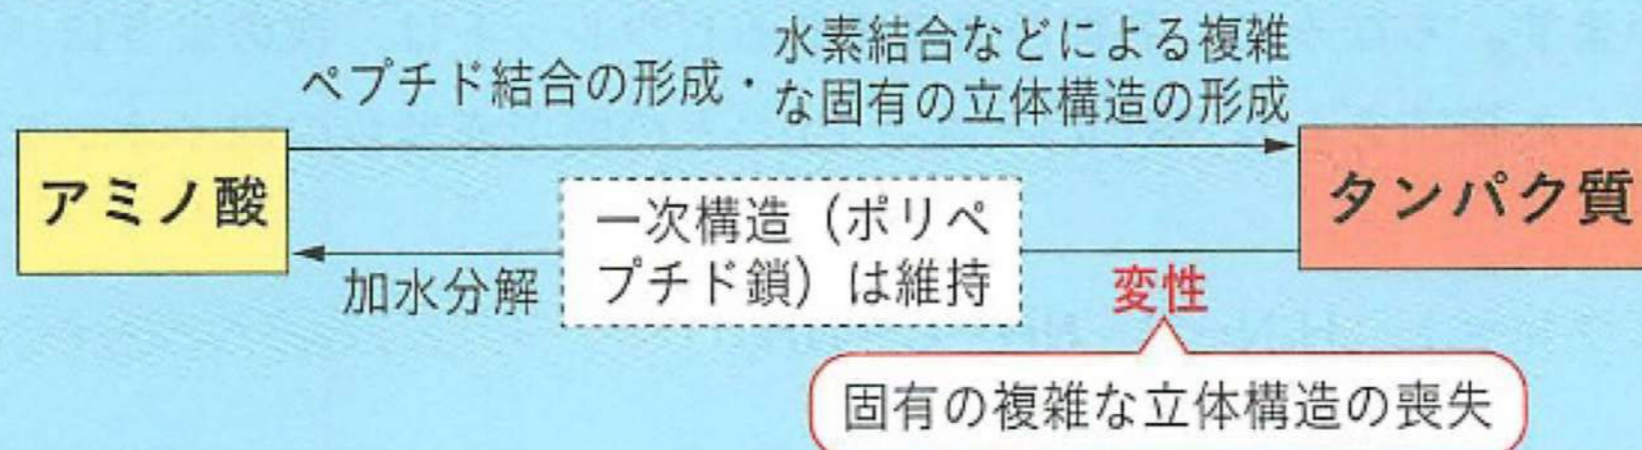 水素結合などによる複雑
ペプチド結合の形成・な固有の立体構造の形成
アミノ酸
タンパク質
一次構造（ポリペ
プチド鎖）は維持
加水分解
変性
固有の複雑な立体構造の喪失